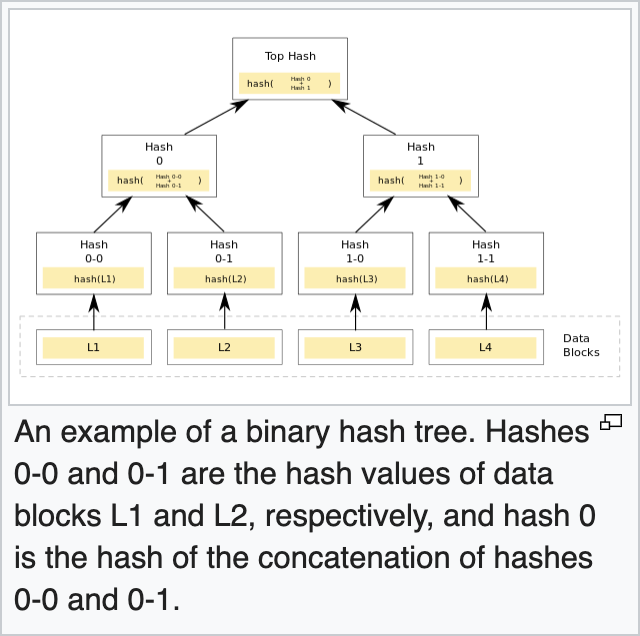 Top Hash
hash( Hash 0 + Hash 1 )
Hash
0
hash( Hash 0-0 + Hash 0-1 )
Hash
1
hash( Hash 1-0 + Hash 1-1 )
Hash
0-0
hash(L1)
Hash
0-1
hash(L2)
Hash
1-0
hash(L3)
Hash
1-1
hash(L4)
L1
L2
L3
L4
Data
Blocks
An example of a binary hash tree. Hashes
0-0 and 0-1 are the hash values of data
blocks L1 and L2, respectively, and hash 0
is the hash of the concatenation of hashes
0-0 and 0-1.